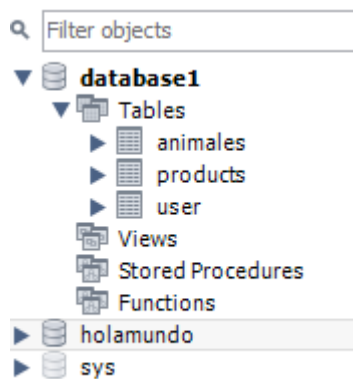 Filter objects
database1
Tables
animales
products
user
Views
Stored Procedures
Functions
holamundo
sys